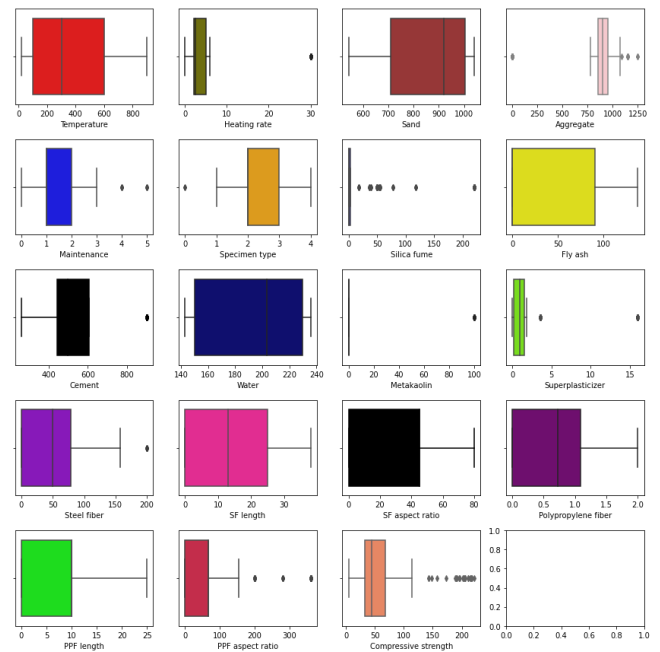 0 200 400 600 800
Temperature
0 10 20 30
Heating rate
600 700 800 900 1000
Sand
0 250 500 750 1000 1250
Aggregate
0 1 2 3 4 5
Maintenance
0 1 2 3 4
Specimen type
0 50 100 150 200
Silica fume
0 50 100
Fly ash
400 600 800
Cement
140 160 180 200 220 240
Water
0 20 40 60 80 100
Metakaolin
0 5 10 15
Superplasticizer
0 50 100 150 200
Steel fiber
0 10 20 30
SF length
0 20 40 60 80
SF aspect ratio
0.0 0.5 1.0 1.5 2.0
Polypropylene fiber
0 5 10 15 20 25
PPF length
0 100 200 300
PPF aspect ratio
0 50 100 150 200
Compressive strength
1.0
0.8
0.6
0.4
0.2
0.0
0.0 0.2 0.4 0.6 0.8 1.0